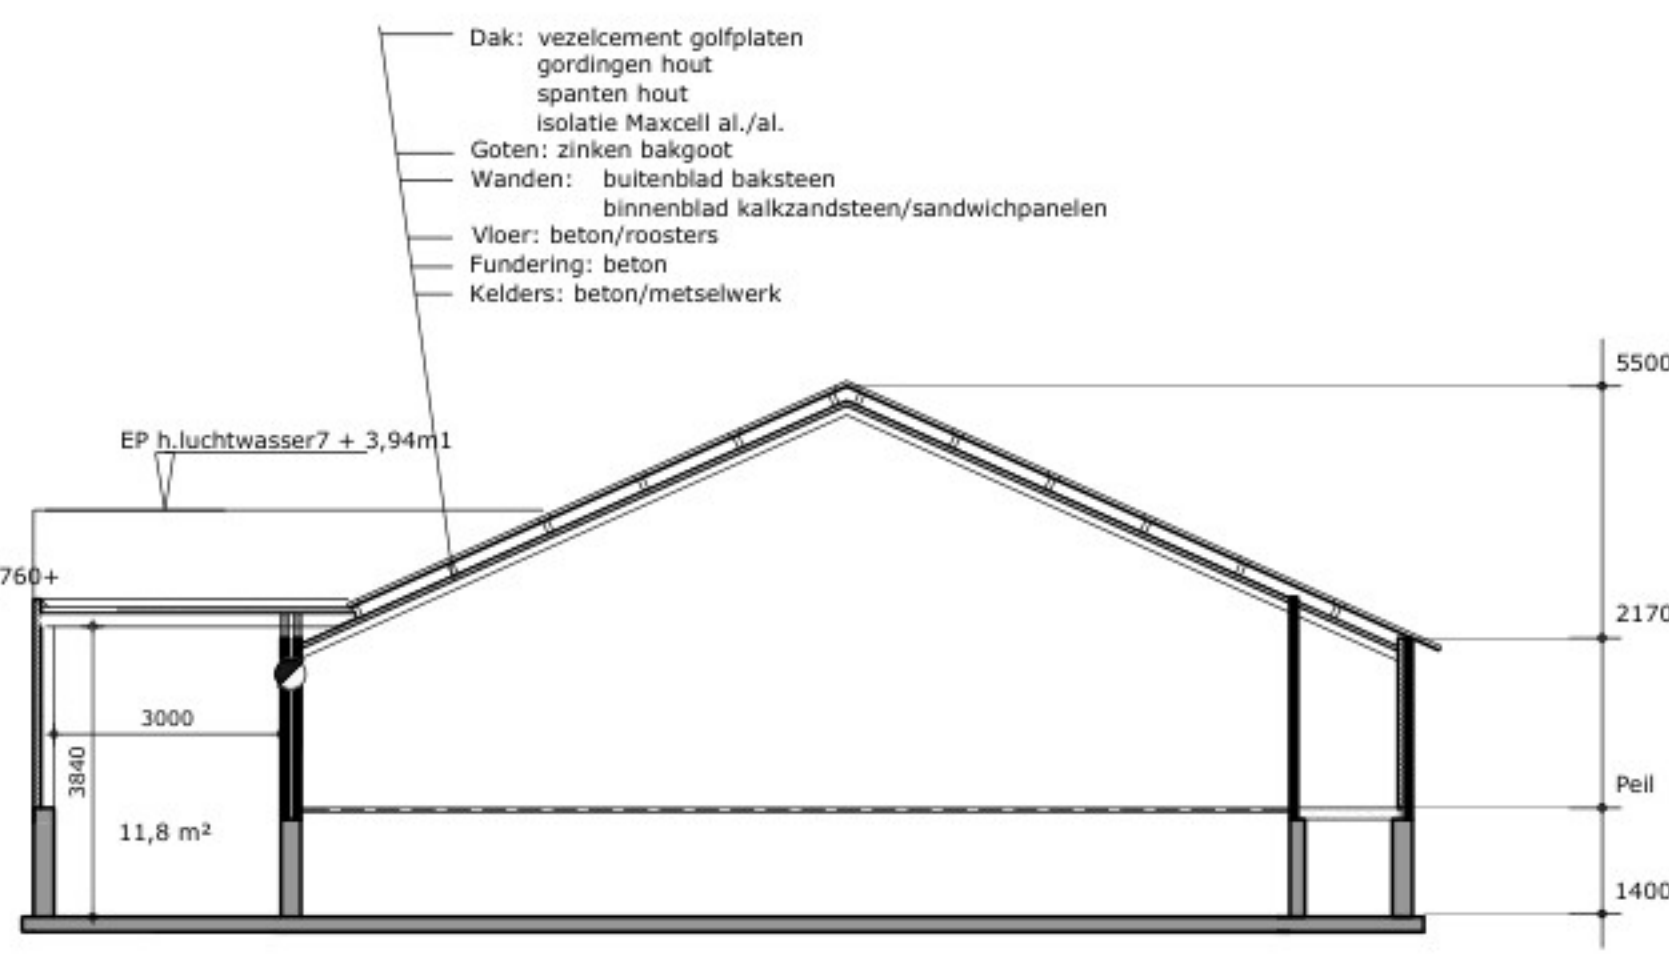 Dak: vezelcement golfplaten
gordingen hout
spanten hout
isolatie Maxcell al./al.
Goten: zinken bakgoot
Wanden: buitenblad baksteen
binnenblad kalkzandsteen/sandwichpanelen
Vloer: beton/roosters
Fundering: beton
Kelders: beton/metselwerk
5500
EP h.luchtwasser7 + 3,94m1
760+
2170
3000
3840
Peil
11,8 m²
1400